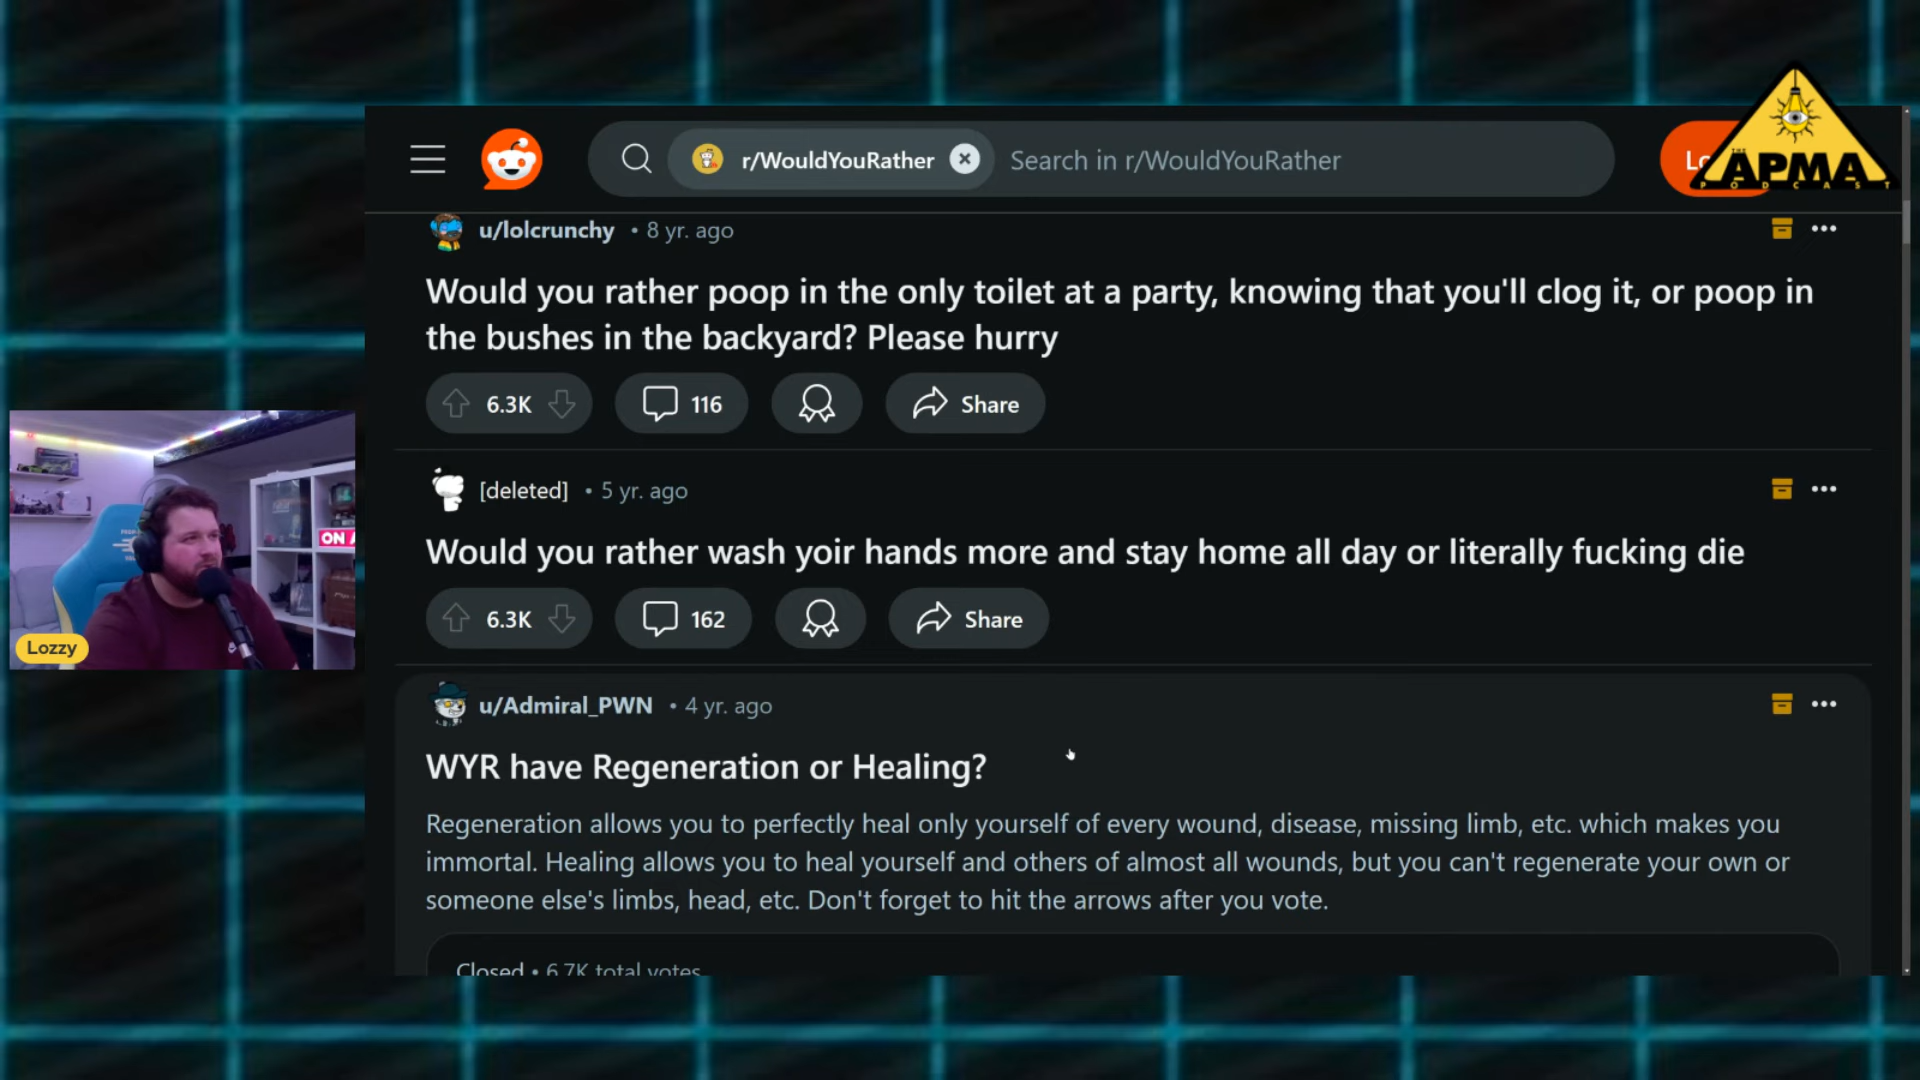 r/WouldYouRather
Search in r/WouldYouRather
THE
APMA
PODCAST
u/lolcrunchy • 8 yr. ago
Would you rather poop in the only toilet at a party, knowing that you'll clog it, or poop in
the bushes in the backyard? Please hurry
6.3K
116
Share
[deleted] • 5 yr. ago
Would you rather wash yoir hands more and stay home all day or literally fucking die
6.3K
162
Share
ON
Lozzy
u/Admiral_PWN • 4 yr. ago
WYR have Regeneration or Healing?
Regeneration allows you to perfectly heal only yourself of every wound, disease, missing limb, etc. which makes you
immortal. Healing allows you to heal yourself and others of almost all wounds, but you can't regenerate your own or
someone else's limbs, head, etc. Don't forget to hit the arrows after you vote.
Closed • 6.7K total votes